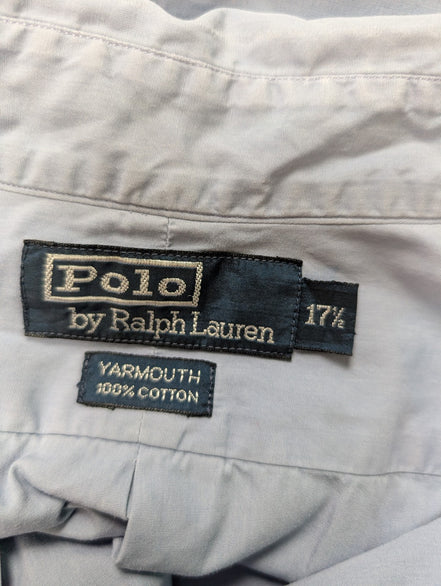 Polo
by Ralph Lauren
17½
YARMOUTH
100% COTTON